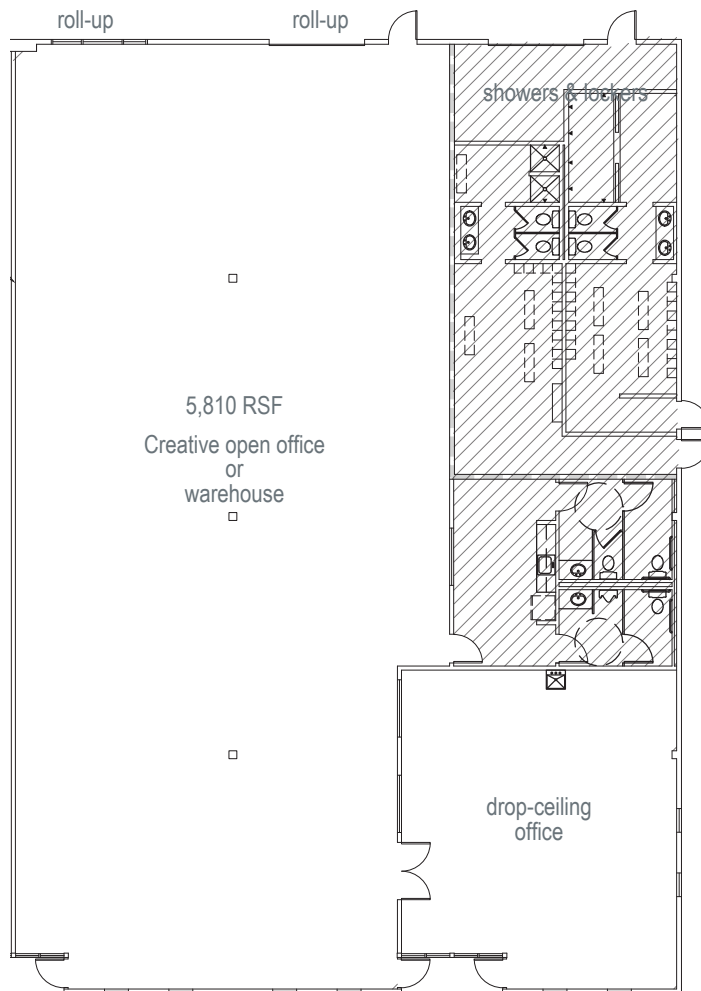 roll-up
roll-up
showers & lockers
5,810 RSF
Creative open office
or
warehouse
drop-ceiling
office